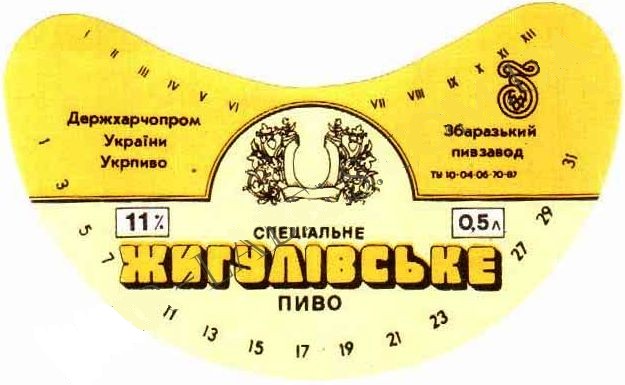 I II III IV V VI VII VIII IX X XI XII
Держхарчопром
України
Укрпиво
Збаразький
пивзавод
ТУ 10-04-06-70-87
11%
0,5л
СПЕЦІАЛЬНЕ
ЖИГУЛІВСЬКЕ
ПИВО
1 3 5 7 11 13 15 17 19 21 23 27 29 31